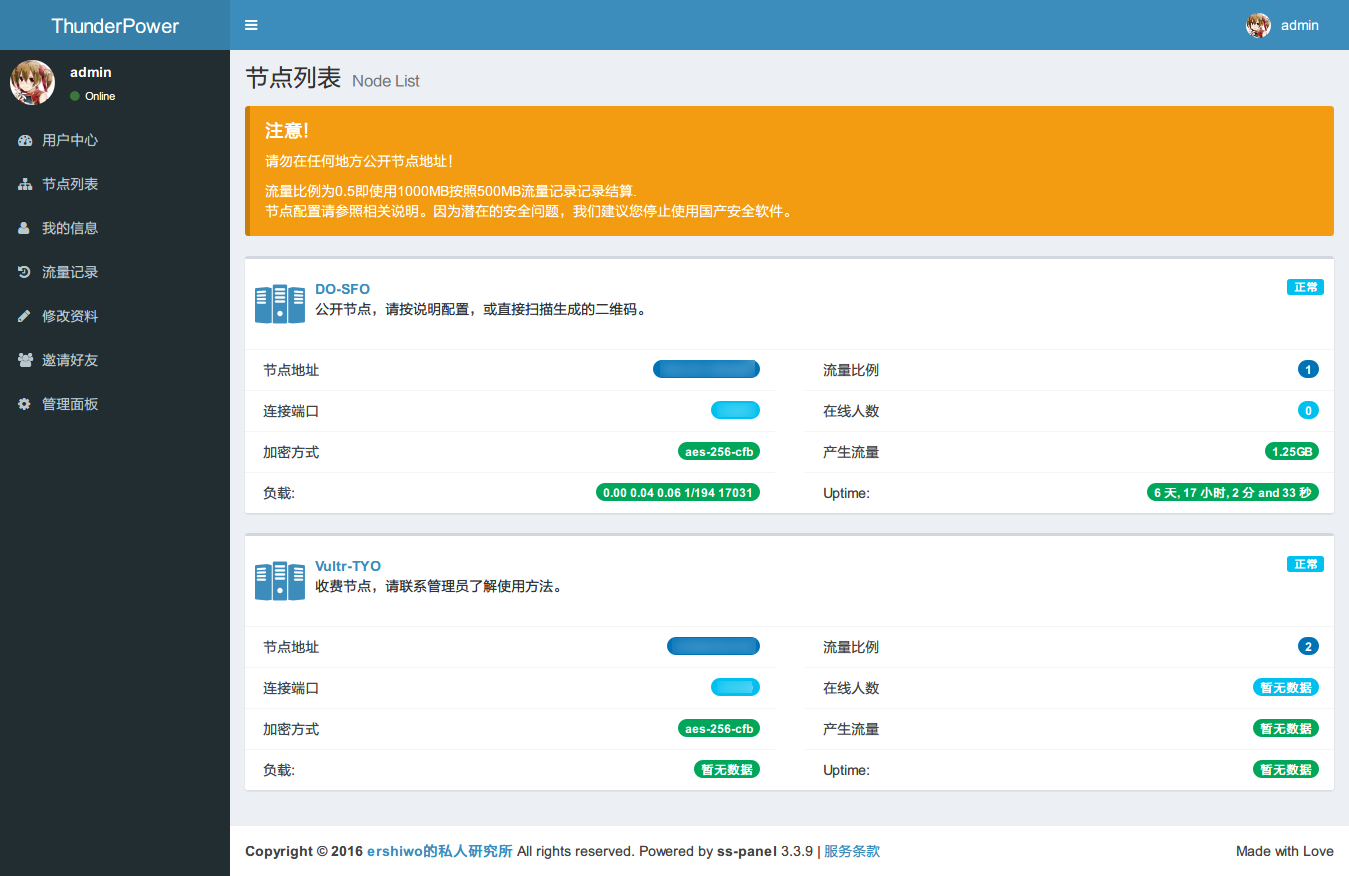 ThunderPower
admin
admin
Online
用户中心
节点列表
我的信息
流量记录
修改资料
邀请好友
管理面板
节点列表 Node List
注意!
请勿在任何地方公开节点地址!
流量比例为0.5即使用1000MB按照500MB流量记录记录结算.
节点配置请参照相关说明。因为潜在的安全问题，我们建议您停止使用国产安全软件。
DO-SFO 正常
公开节点，请按说明配置，或直接扫描生成的二维码。
节点地址 流量比例 1
连接端口 在线人数 0
加密方式 aes-256-cfb 产生流量 1.25GB
负载: 0.00 0.04 0.06 1/194 17031 Uptime: 6 天, 17 小时, 2 分 and 33 秒
Vultr-TYO 正常
收费节点，请联系管理员了解使用方法。
节点地址 流量比例 2
连接端口 在线人数 暂无数据
加密方式 aes-256-cfb 产生流量 暂无数据
负载: 暂无数据 Uptime: 暂无数据
Copyright © 2016 ershiwo的私人研究所 All rights reserved. Powered by ss-panel 3.3.9 | 服务条款 Made with Love